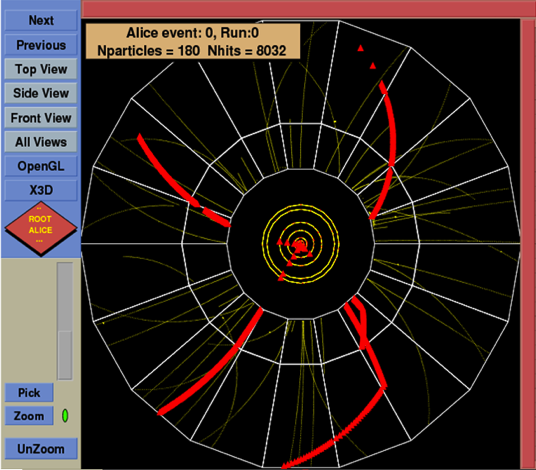 Next
Previous
Top View
Side View
Front View
All Views
OpenGL
X3D
...
ROOT
ALICE
...
Pick
Zoom
UnZoom
Alice event: 0, Run:0
Nparticles = 180 Nhits = 8032